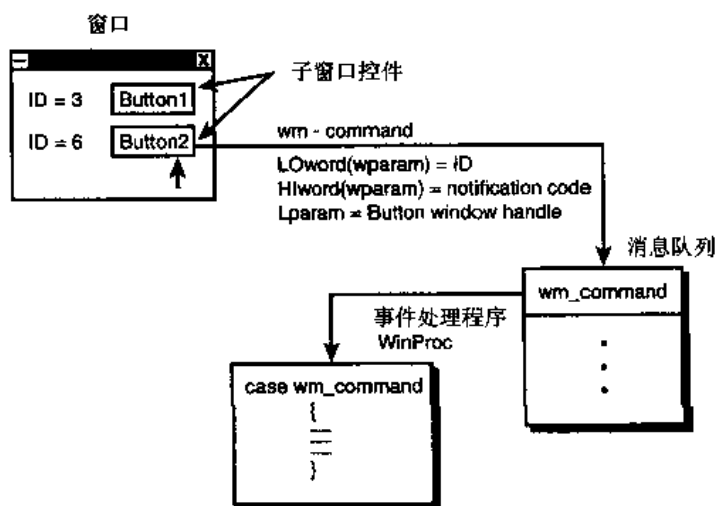 窗口
子窗口控件
ID = 3 Button1
ID = 6 Button2
wm - command
LOword(wparam) = ID
HIword(wparam) = notification code
Lparam = Button window handle
消息队列
wm_command
事件处理程序
WinProc
case wm_command
{
}